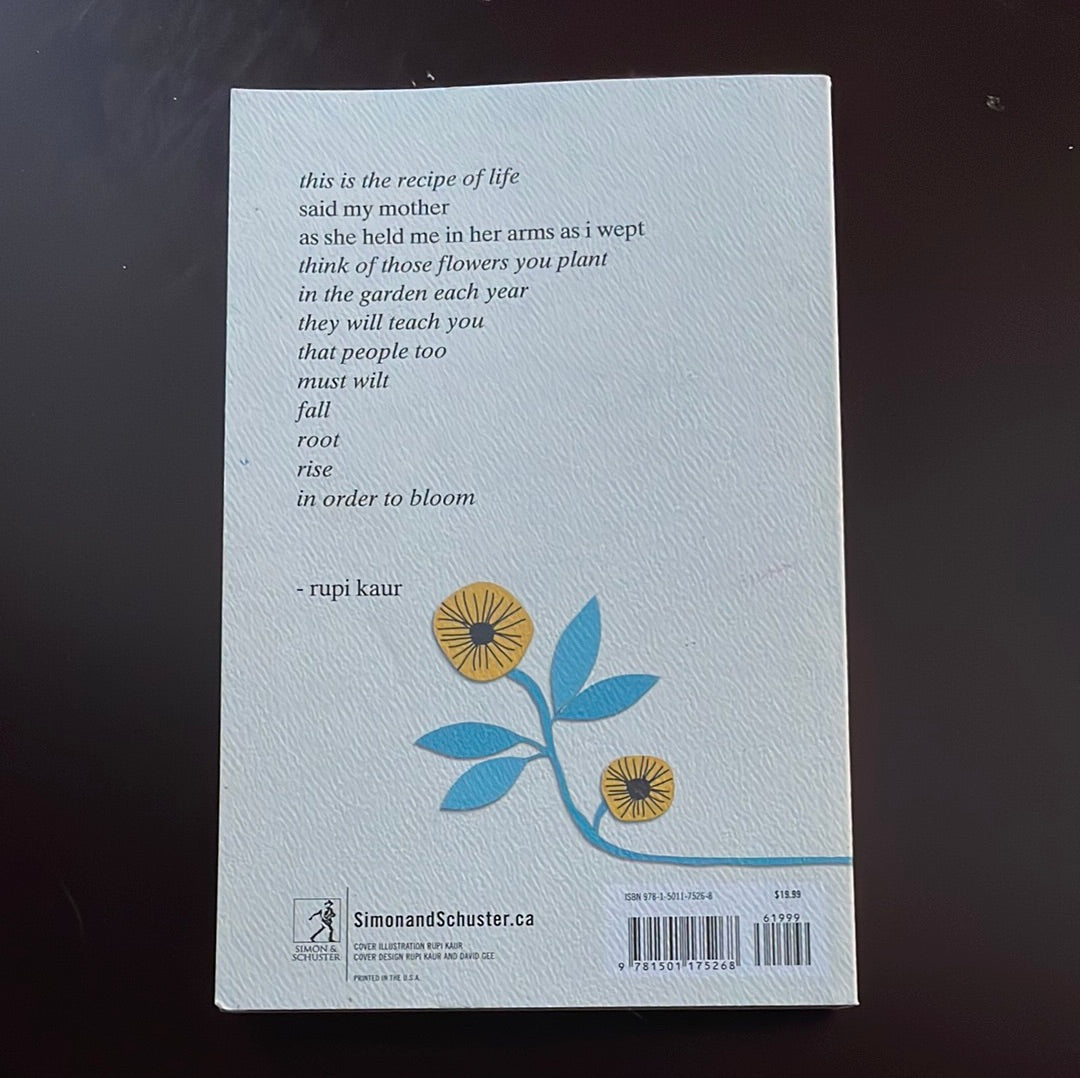 this is the recipe of life
said my mother
as she held me in her arms as i wept
think of those flowers you plant
in the garden each year
they will teach you
that people too
must wilt
fall
root
rise
in order to bloom
- rupi kaur
SIMON &
SCHUSTER
SimonandSchuster.ca
COVER ILLUSTRATION RUPI KAUR
COVER DESIGN RUPI KAUR AND DAVID GEE
PRINTED IN THE U.S.A.
ISBN 978-1-5011-7526-8
$19.99
61999
9 781501 175268